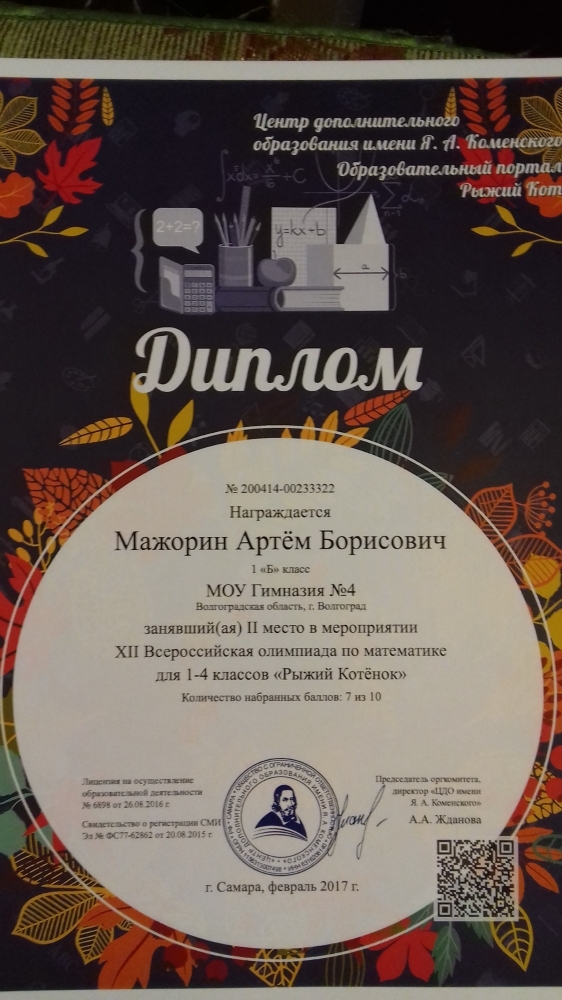 Центр дополнительного
образования имени Я. А. Коменского
Образовательный портал
Рыжий Кот
2+2=?
y=kx+b
a
b
Диплом
№ 200414-00233322
Награждается
Мажорин Артём Борисович
1 «Б» класс
МОУ Гимназия №4
Волгоградская область, г. Волгоград
занявший(ая) II место в мероприятии
XII Всероссийская олимпиада по математике
для 1-4 классов «Рыжий Котёнок»
Количество набранных баллов: 7 из 10
Лицензия на осуществление
образовательной деятельности
№ 6898 от 26.08.2016 г
Свидетельство о регистрации СМИ
Эл № ФС77-62862 от 20.08.2015 г.
Председатель оргкомитета,
директор «ЦДО имени
Я. А. Коменского»
А.А. Жданова
г. Самара, февраль 2017 г.